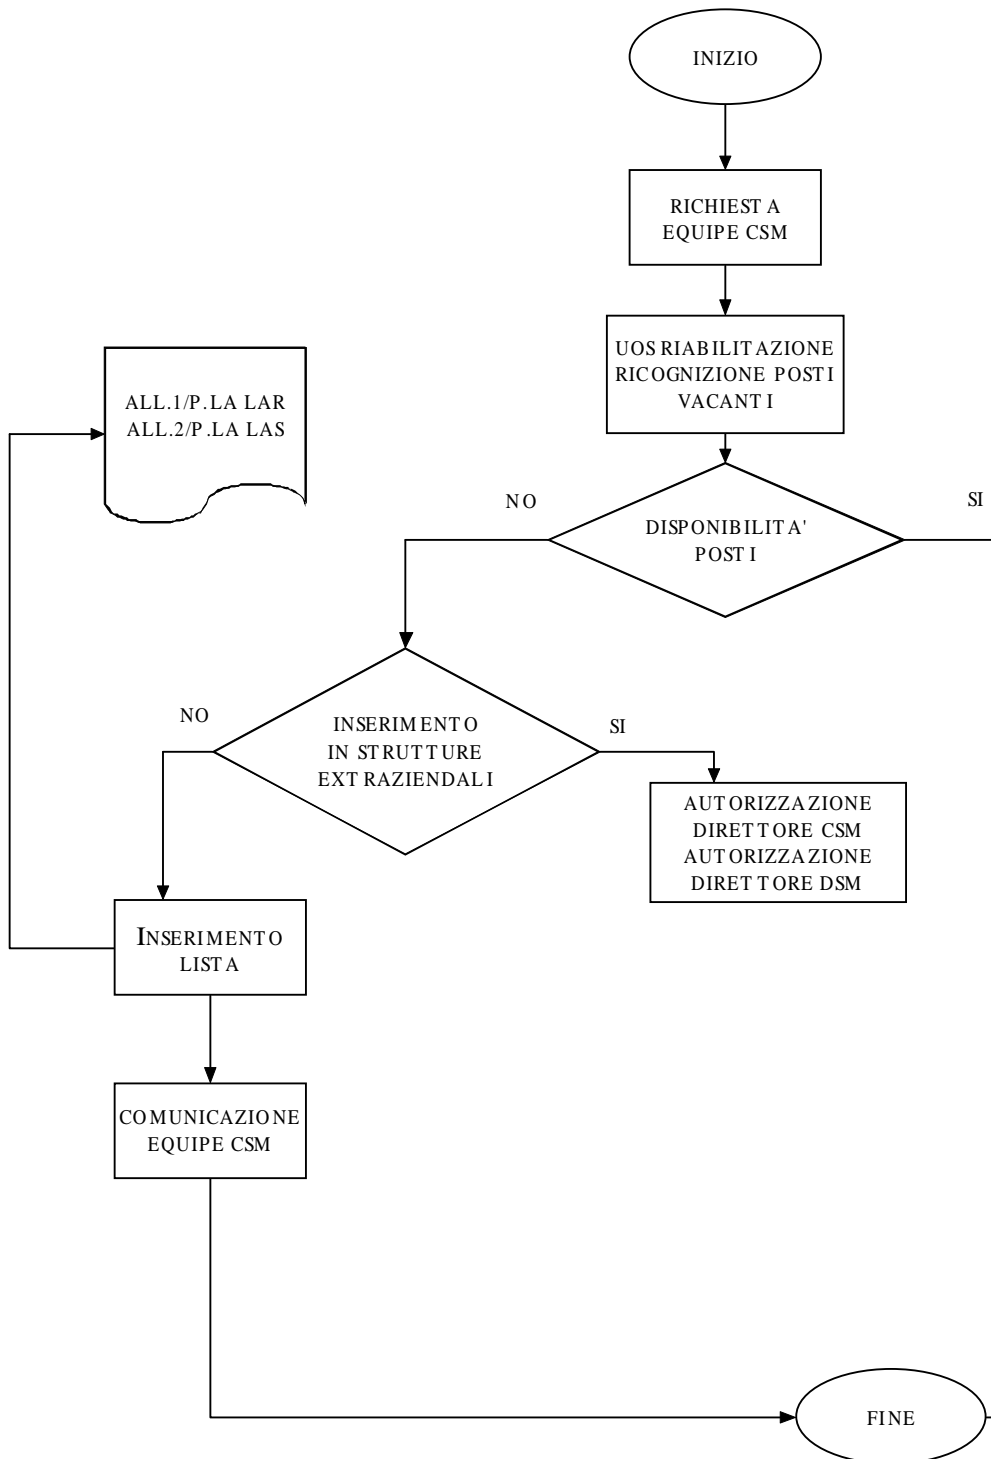 INIZIO
RICHIESTA
EQUIPE CSM
UOS RIABILITAZIONE
RICOGNIZIONE POSTI
VACANTI
ALL.1/P.LA LAR
ALL.2/P.LA LAS
NO
SI
DISPONIBILITA'
POSTI
NO
SI
INSERIMENTO
IN STRUTTURE
EXTRAZIENDALI
AUTORIZZAZIONE
DIRETTORE CSM
AUTORIZZAZIONE
DIRETTORE DSM
INSERIMENTO
LISTA
COMUNICAZIONE
EQUIPE CSM
FINE